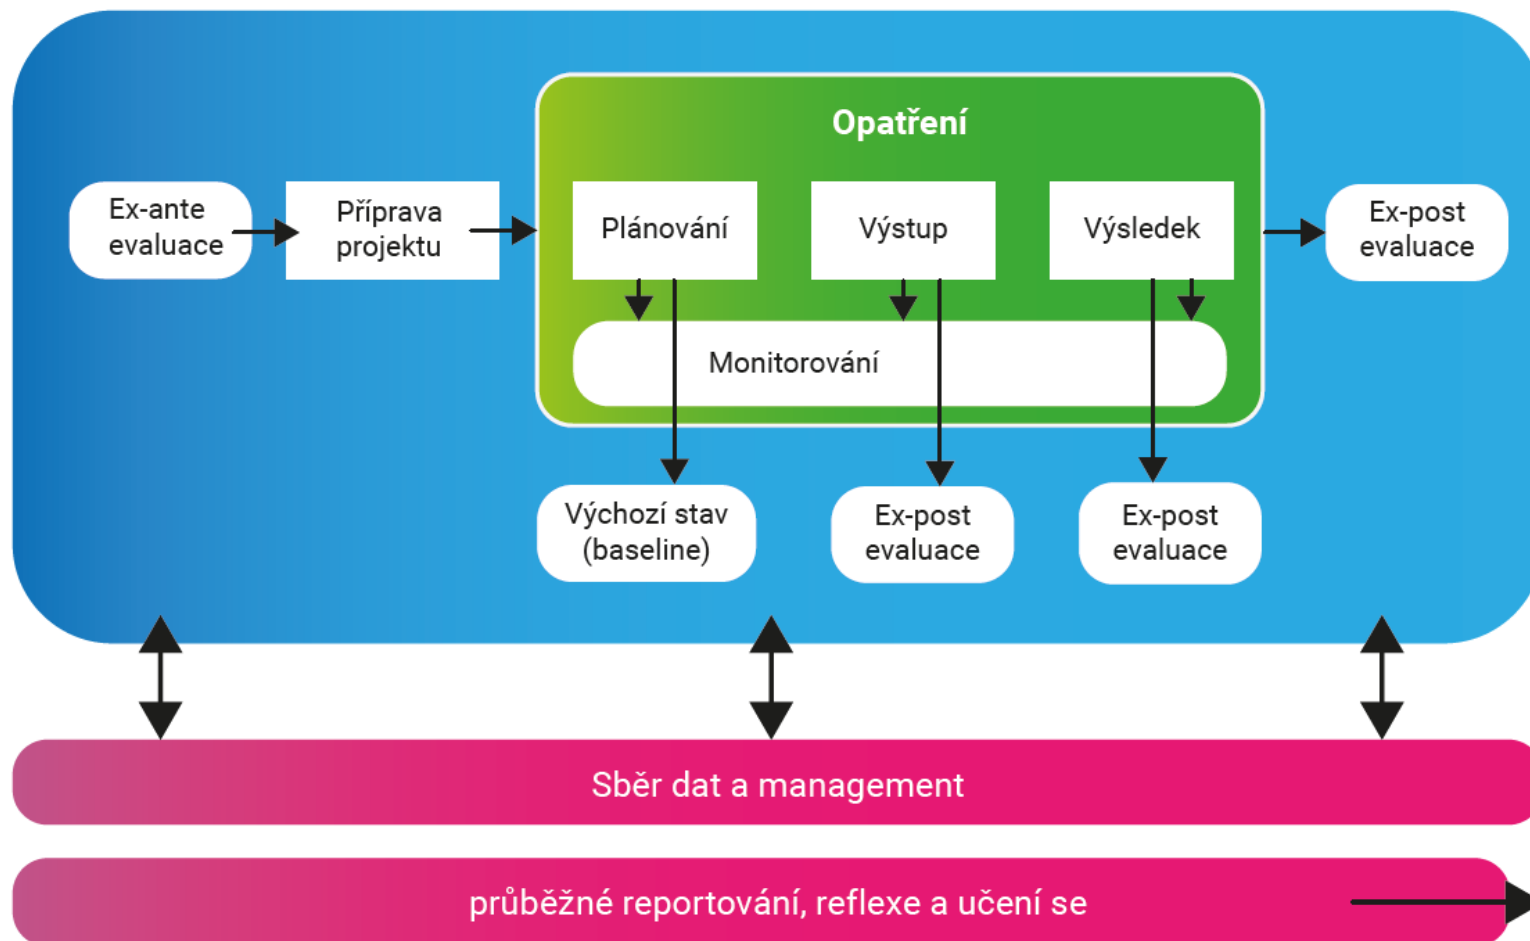 Opatření
Ex-ante
evaluace
Příprava
projektu
Plánování
Výstup
Výsledek
Ex-post
evaluace
Monitorování
Výchozí stav
(baseline)
Ex-post
evaluace
Ex-post
evaluace
Sběr dat a management
průběžné reportování, reflexe a učení se